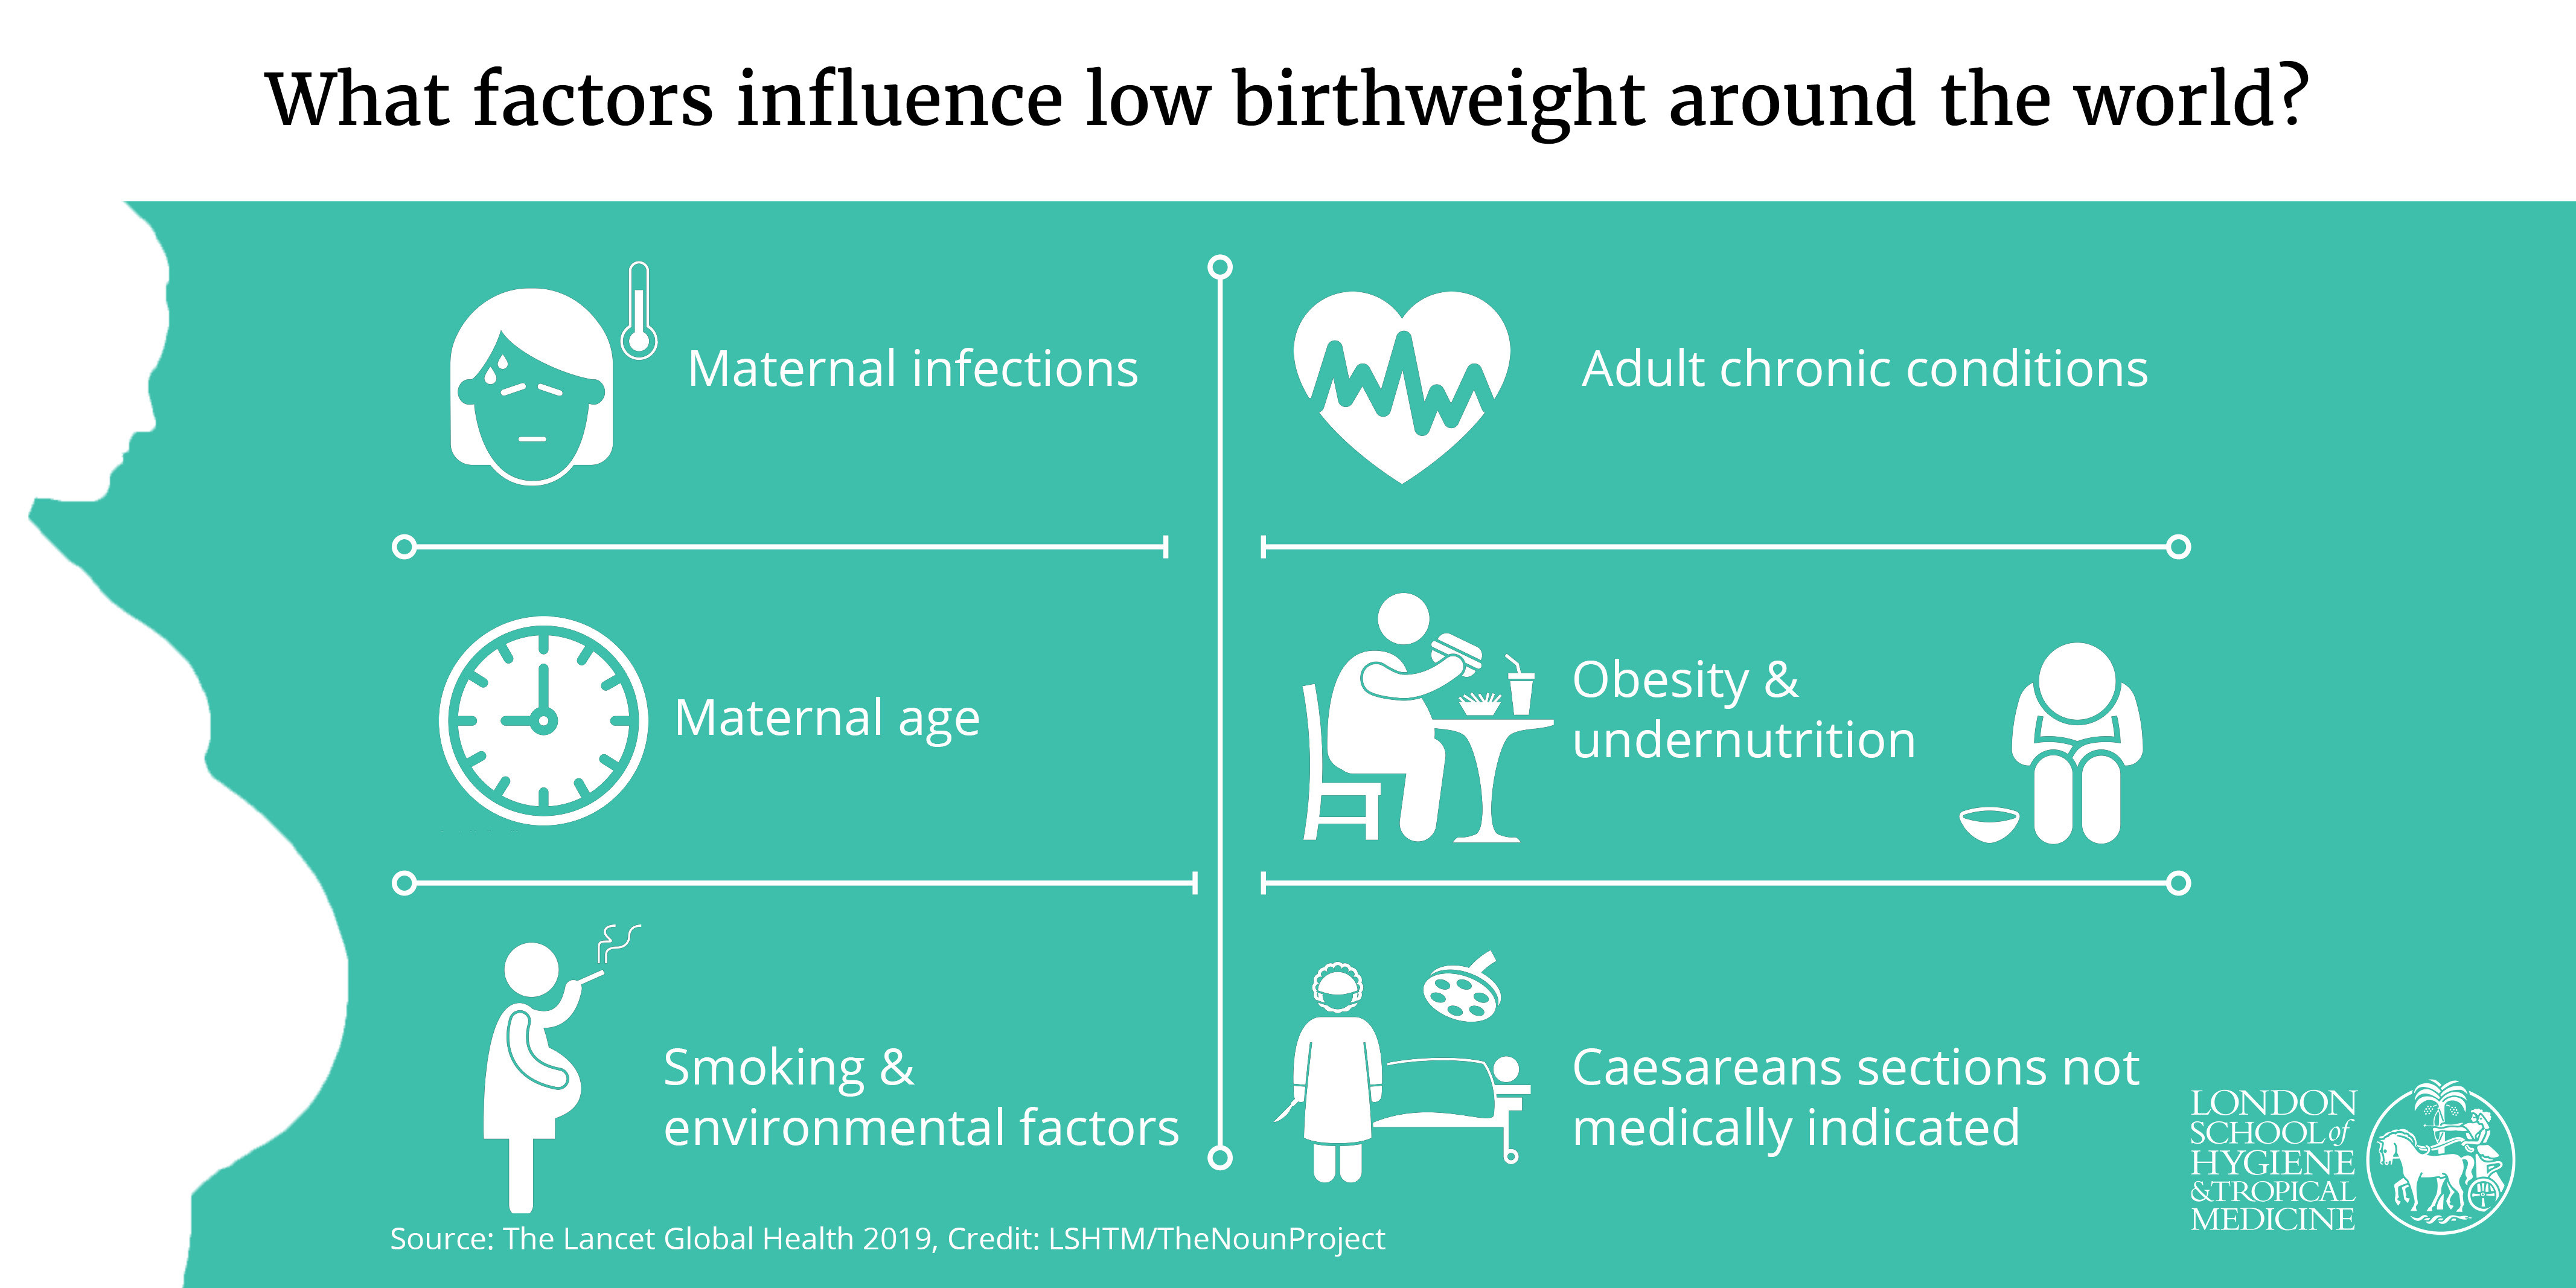 What factors influence low birthweight around the world?
Maternal infections
Adult chronic conditions
Maternal age
Obesity &
undernutrition
Smoking &
environmental factors
Caesareans sections not
medically indicated
LONDON
SCHOOL of
HYGIENE
&TROPICAL
MEDICINE
Source: The Lancet Global Health 2019, Credit: LSHTM/TheNounProject